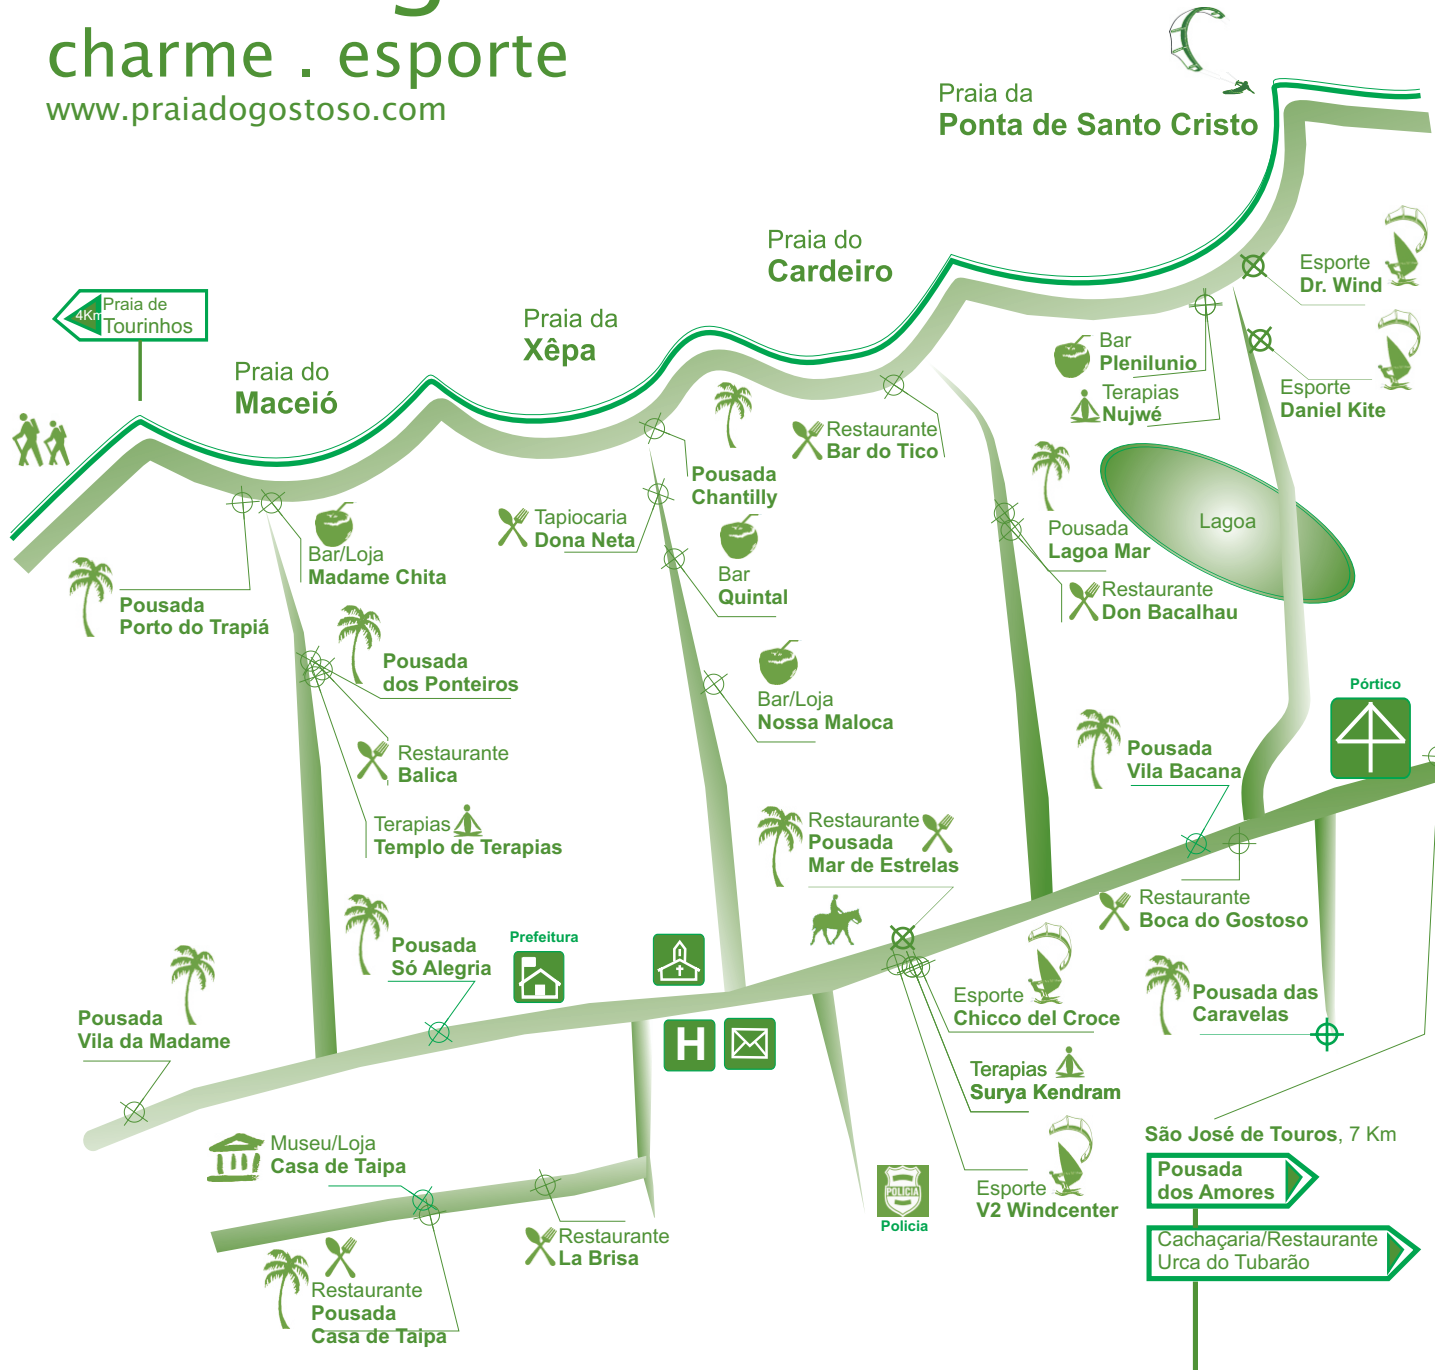 charme . esporte
www.praiadogostoso.com
Praia da
Ponta de Santo Cristo
Praia do
Cardeiro
Esporte
Dr. Wind
4Km
Praia de
Tourinhos
Praia da
Xêpa
Praia do
Maceió
Bar
Plenilunio
Terapias
Nujwé
Esporte
Daniel Kite
Restaurante
Bar do Tico
Pousada
Chantilly
Tapiocaria
Dona Neta
Lagoa
Pousada
Lagoa Mar
Bar/Loja
Madame Chita
Bar
Quintal
Restaurante
Don Bacalhau
Pousada
Porto do Trapiá
Pousada
dos Ponteiros
Bar/Loja
Nossa Maloca
Pórtico
Restaurante
Balica
Pousada
Vila Bacana
Terapias
Templo de Terapias
Restaurante
Pousada
Mar de Estrelas
Restaurante
Boca do Gostoso
Pousada
Só Alegria
Prefeitura
Esporte
Chicco del Croce
Pousada das
Caravelas
Pousada
Vila da Madame
H
Terapias
Surya Kendram
Museu/Loja
Casa de Taipa
São José de Touros, 7 Km
Pousada
dos Amores
POLICIA
Policia
Esporte
V2 Windcenter
Restaurante
La Brisa
Cachaçaria/Restaurante
Urca do Tubarão
Restaurante
Pousada
Casa de Taipa